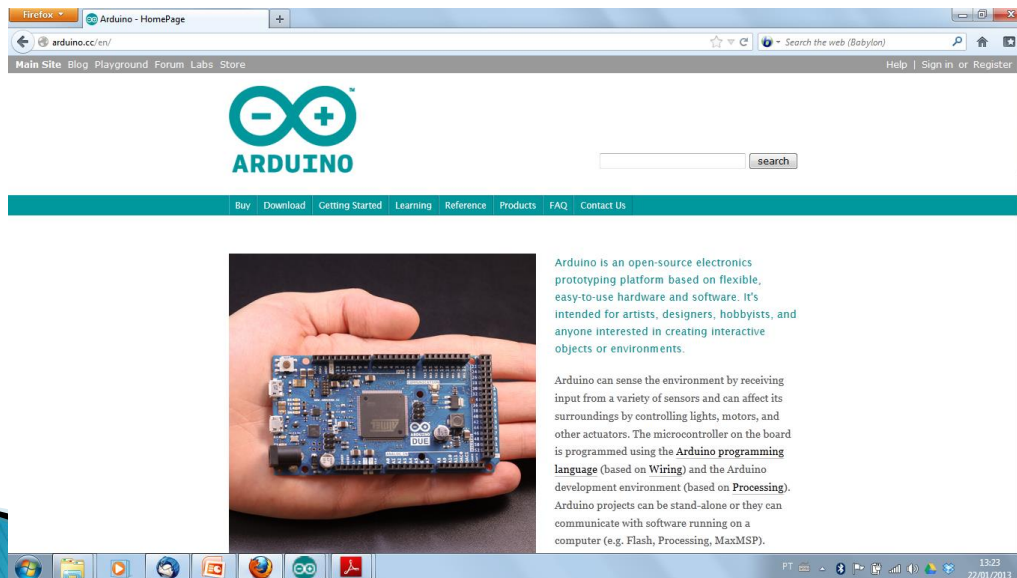 Firefox
Arduino - HomePage
arduino.cc/en/
Search the web (Babylon)
Main Site Blog Playground Forum Labs Store
Help | Sign in or Register
ARDUINO
TM
search
Buy Download Getting Started Learning Reference Products FAQ Contact Us
Arduino is an open-source electronics
prototyping platform based on flexible,
easy-to-use hardware and software. It's
intended for artists, designers, hobbyists, and
anyone interested in creating interactive
objects or environments.
ARDUINO
DUE
Arduino can sense the environment by receiving
input from a variety of sensors and can affect its
surroundings by controlling lights, motors, and
other actuators. The microcontroller on the board
is programmed using the Arduino programming
language (based on Wiring) and the Arduino
development environment (based on Processing).
Arduino projects can be stand-alone or they can
communicate with software running on a
computer (e.g. Flash, Processing, MaxMSP).
PT
13:23
22/01/2013